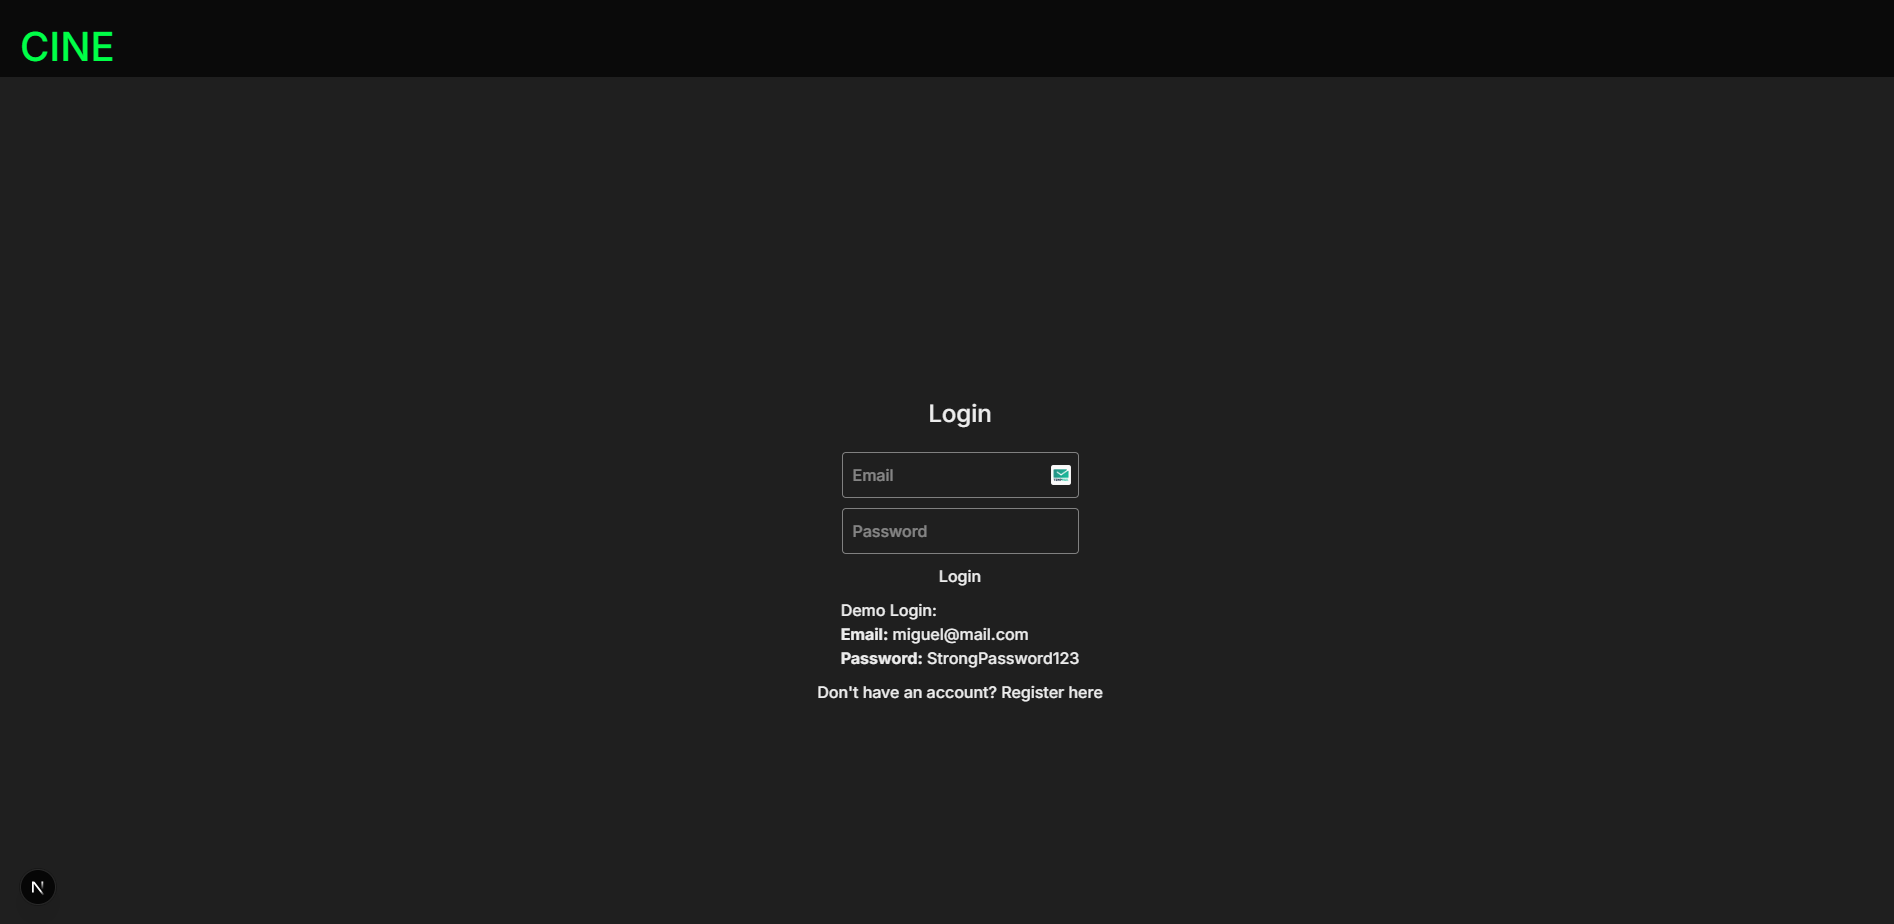 CINE
Login
Email
Password
Login
Demo Login:
Email: miguel@mail.com
Password: StrongPassword123
Don't have an account? Register here
N